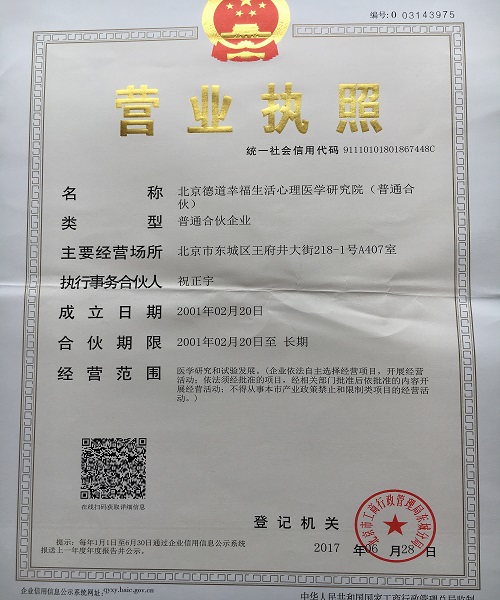 编号:0 03143975
营业执照
统一社会信用代码 91110101801867448C
名 称 北京德道幸福生活心理医学研究院（普通合
伙）
类 型 普通合伙企业
主要经营场所 北京市东城区王府井大街218-1号A407室
执行事务合伙人 祝正宇
成立日期 2001年02月20日
合伙期限 2001年02月20日至 长期
经营范围 医学研究和试验发展。（企业依法自主选择经营项目，开展经营
活动；依法须经批准的项目，经相关部门批准后依批准的内容开
展经营活动；不得从事本市产业政策禁止和限制类项目的经营活
动。）
在线扫码获取详细信息
登记机关
北京市工商行政管理局东城分局
2017 年06 月28 日
提示：每年1月1日至6月30日通过企业信用信息公示系统
报送上一年度年度报告并公示。
企业信用信息公示系统网址：qyxy.baic.gov.cn
中华人民共和国国家工商行政管理总局监制